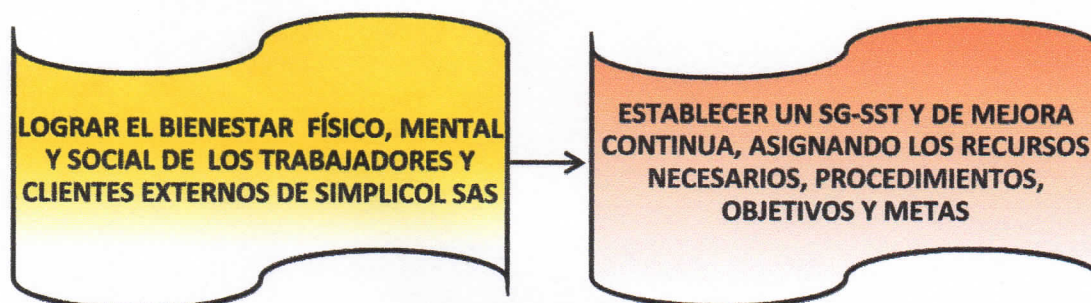 LOGRAR EL BIENESTAR FÍSICO, MENTAL
Y SOCIAL DE LOS TRABAJADORES Y
CLIENTES EXTERNOS DE SIMPLICOL SAS
ESTABLECER UN SG-SST Y DE MEJORA
CONTINUA, ASIGNANDO LOS RECURSOS
NECESARIOS, PROCEDIMIENTOS,
OBJETIVOS Y METAS